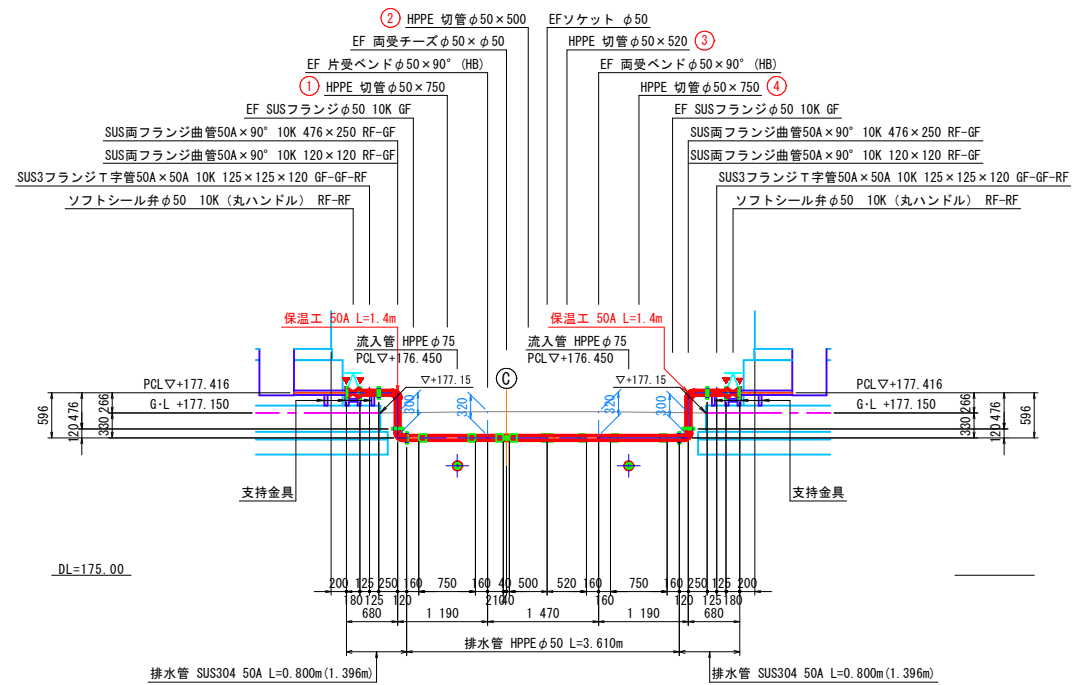 ② HPPE 切管φ50×500
EFソケット φ50
EF 両受チーズφ50×φ50
HPPE 切管φ50×520 ③
EF 片受ベンドφ50×90° (HB)
EF 両受ベンドφ50×90° (HB)
① HPPE 切管φ50×750
HPPE 切管φ50×750 ④
EF SUSフランジφ50 10K GF
EF SUSフランジφ50 10K GF
SUS両フランジ曲管50A×90° 10K 476×250 RF-GF
SUS両フランジ曲管50A×90° 10K 476×250 RF-GF
SUS両フランジ曲管50A×90° 10K 120×120 RF-GF
SUS両フランジ曲管50A×90° 10K 120×120 RF-GF
SUS3フランジT字管50A×50A 10K 125×125×120 GF-GF-RF
SUS3フランジT字管50A×50A 10K 125×125×120 GF-GF-RF
ソフトシール弁φ50 10K (丸ハンドル) RF-RF
ソフトシール弁φ50 10K (丸ハンドル) RF-RF
保温工 50A L=1.4m
保温工 50A L=1.4m
流入管 HPPEφ75
PCL▽+176.450
流入管 HPPEφ75
PCL▽+176.450
▽+177.15
C
▽+177.15
PCL▽+177.416
PCL▽+177.416
G・L +177.150
G・L +177.150
596
120 476
330 266
300
320
320
300
330 266
120 476
596
支持金具
支持金具
DL=175.00
200 125 250 160 750 160 40 500 520 160 750 160 250 125 200
180 125 120 210 40 160 120 125 180
680 1 190 1 470 1 190 680
排水管 HPPEφ50 L=3.610m
排水管 SUS304 50A L=0.800m(1.396m)
排水管 SUS304 50A L=0.800m(1.396m)